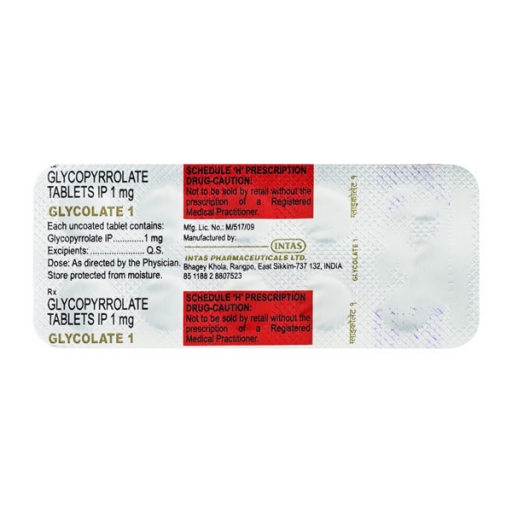 GLYCOPYRROLATE
TABLETS IP 1 mg
GLYCOLATE 1
Each uncoated tablet contains:
Glycopyrrolate IP.............1 mg
Excipients: ...................... Q.S.
Dose: As directed by the Physician.
Store protected from moisture.
Rx
GLYCOPYRROLATE
TABLETS IP 1 mg
GLYCOLATE 1
SCHEDULE 'H' PRESCRIPTION
DRUG-CAUTION:
Not to be sold by retail without the
prescription of a Registered
Medical Practitioner.
Mfg. Lic. No.: M/517/09
Manufactured by:
INTAS
INTAS PHARMACEUTICALS LTD.
Bhagey Khola, Rangpo, East Sikkim-737 132, INDIA
85 1188 2 8807523
SCHEDULE 'H' PRESCRIPTION
DRUG-CAUTION:
Not to be sold by retail without the
prescription of a Registered
Medical Practitioner.
ग्लाइकोलेट १
GLYCOLATE 1
ग्लाइकोलेट १